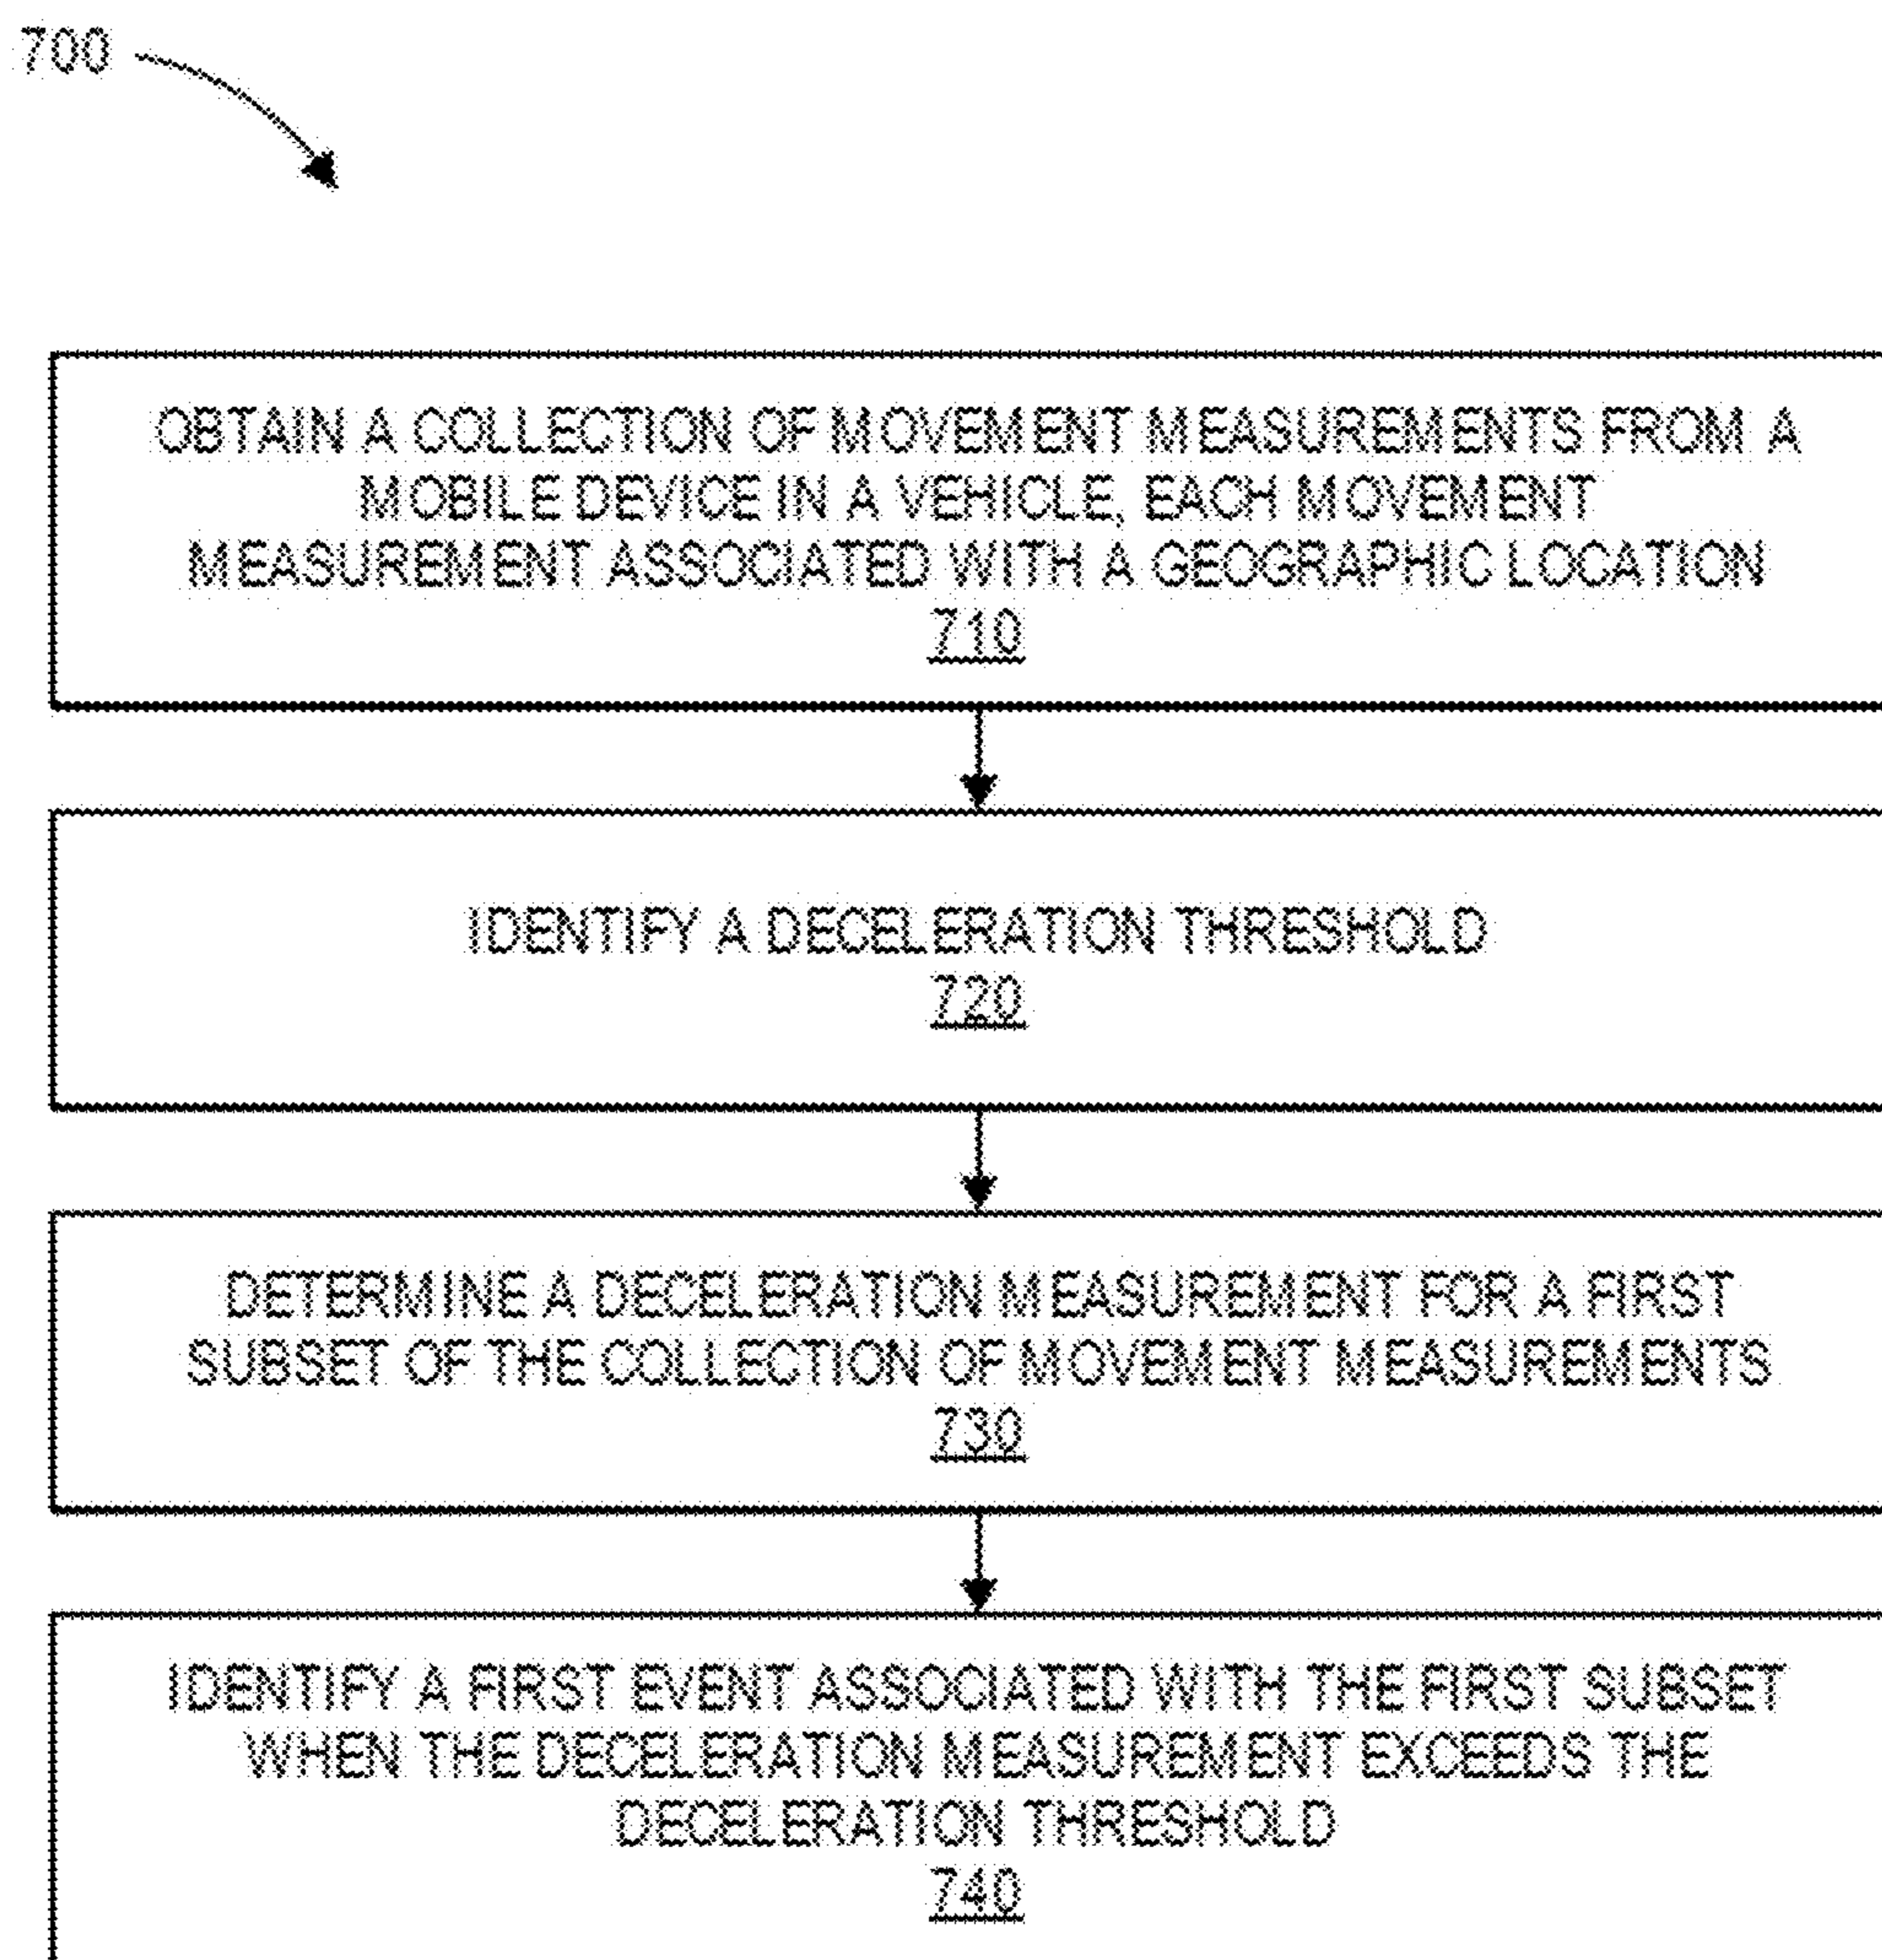 700
OBTAIN A COLLECTION OF MOVEMENT MEASUREMENTS FROM A
MOBILE DEVICE IN A VEHICLE, EACH MOVEMENT
MEASUREMENT ASSOCIATED WITH A GEOGRAPHIC LOCATION
710
IDENTIFY A DECELERATION THRESHOLD
720
DETERMINE A DECELERATION MEASUREMENT FOR A FIRST
SUBSET OF THE COLLECTION OF MOVEMENT MEASUREMENTS
730
IDENTIFY A FIRST EVENT ASSOCIATED WITH THE FIRST SUBSET
WHEN THE DECELERATION MEASUREMENT EXCEEDS THE
DECELERATION THRESHOLD
740